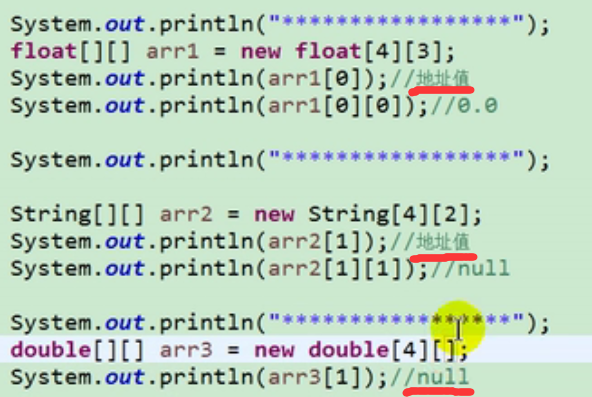 System.out.println("*****************");
float[][] arr1 = new float[4][3];
System.out.println(arr1[0]);//地址值
System.out.println(arr1[0][0]);//0.0
System.out.println("*****************");
String[][] arr2 = new String[4][2];
System.out.println(arr2[1]);//地址值
System.out.println(arr2[1][1]);//null
System.out.println("*****************");
double[][] arr3 = new double[4][];
System.out.println(arr3[1]);//null